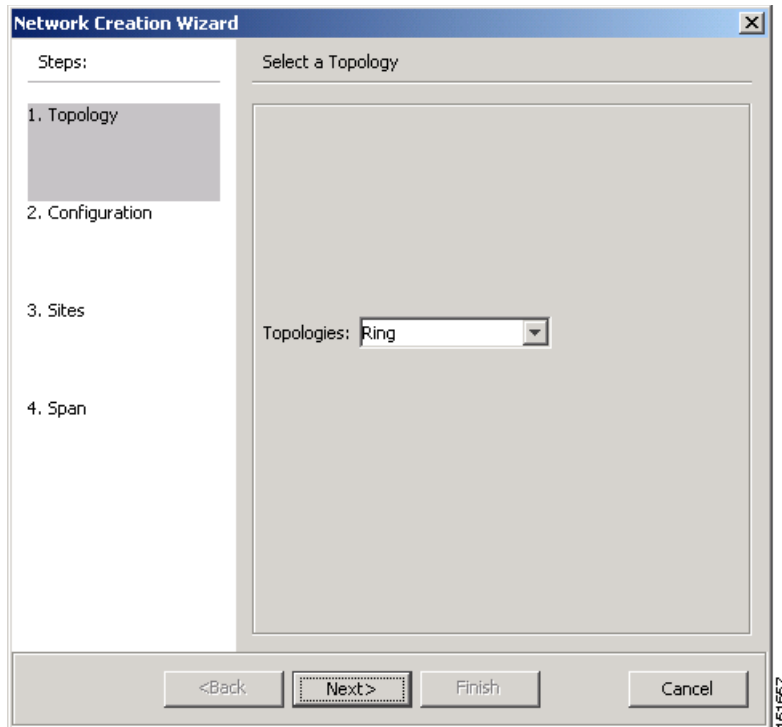 Network Creation Wizard
Steps:
Select a Topology
1. Topology
2. Configuration
3. Sites
4. Span
Topologies: Ring
<Back
Next>
Finish
Cancel